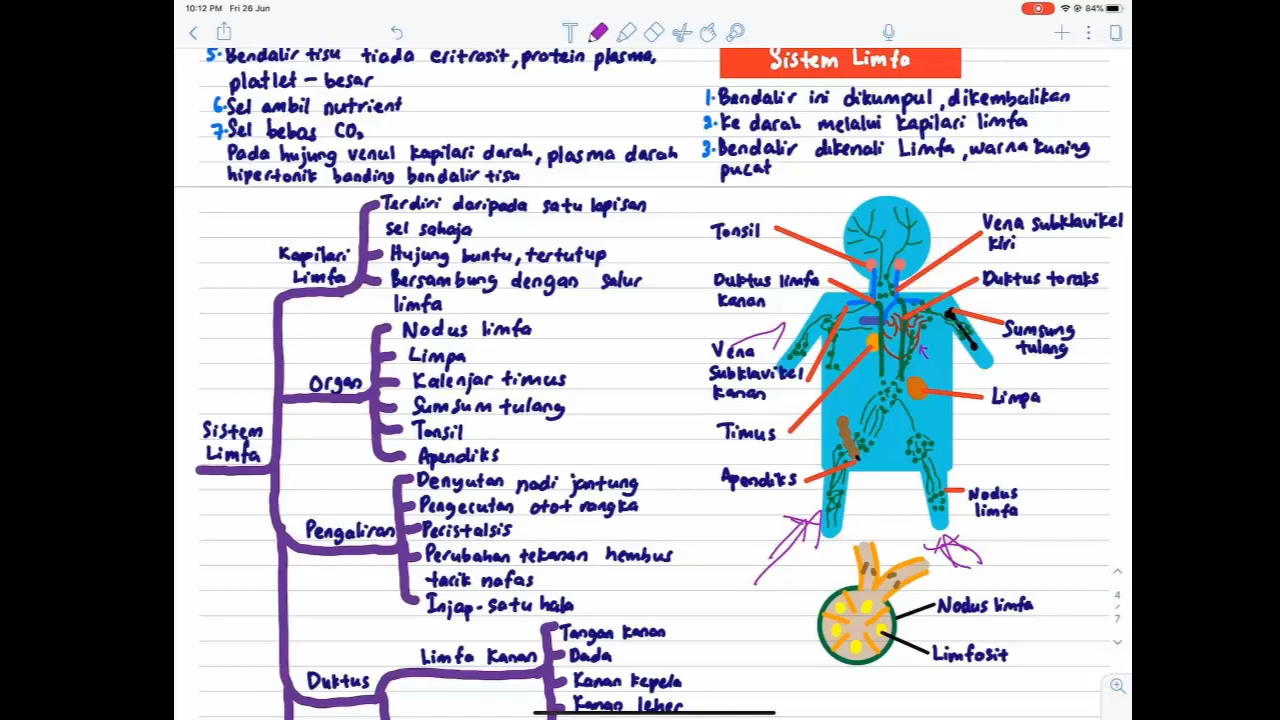 10:12 PM Fri 26 Jun
84%
5. Bendalir tisu tiada eritrosit, protein plasma,
platlet - besar
6. Sel ambil nutrient
7. Sel bebas CO₂
Pada hujung venul kapilari darah, plasma darah
hipertonik banding bendalir tisu
Sistem Limfa
1. Bendalir ini dikumpul, dikembalikan
2. Ke darah melalui kapilari limfa
3. Bendalir dikenali Limfa, warna kuning
pucat
Sistem
Limfa
Kapilari
Limfa
Terdiri daripada satu lapisan
sel sahaja
Hujung buntu, tertutup
Bersambung dengan salur
limfa
Organ
Nodus limfa
Limpa
Kalenjar timus
Sumsum tulang
Tonsil
Apendiks
Pengaliran
Denyutan nadi jantung
Pengecutan otot rangka
Peristalsis
Perubahan tekanan hembus
tarik nafas
Injap-satu hala
Duktus
Limfa Kanan
Tangan kanan
Dada
Kanan kepala
Kanan leher
Tonsil
Duktus limfa
kanan
Vena
Subklavikel
kanan
Timus
Apendiks
Vena subklavikel
kiri
Duktus toraks
Sumsung
tulang
Limpa
Nodus
limfa
Nodus limfa
Limfosit
4
/
7